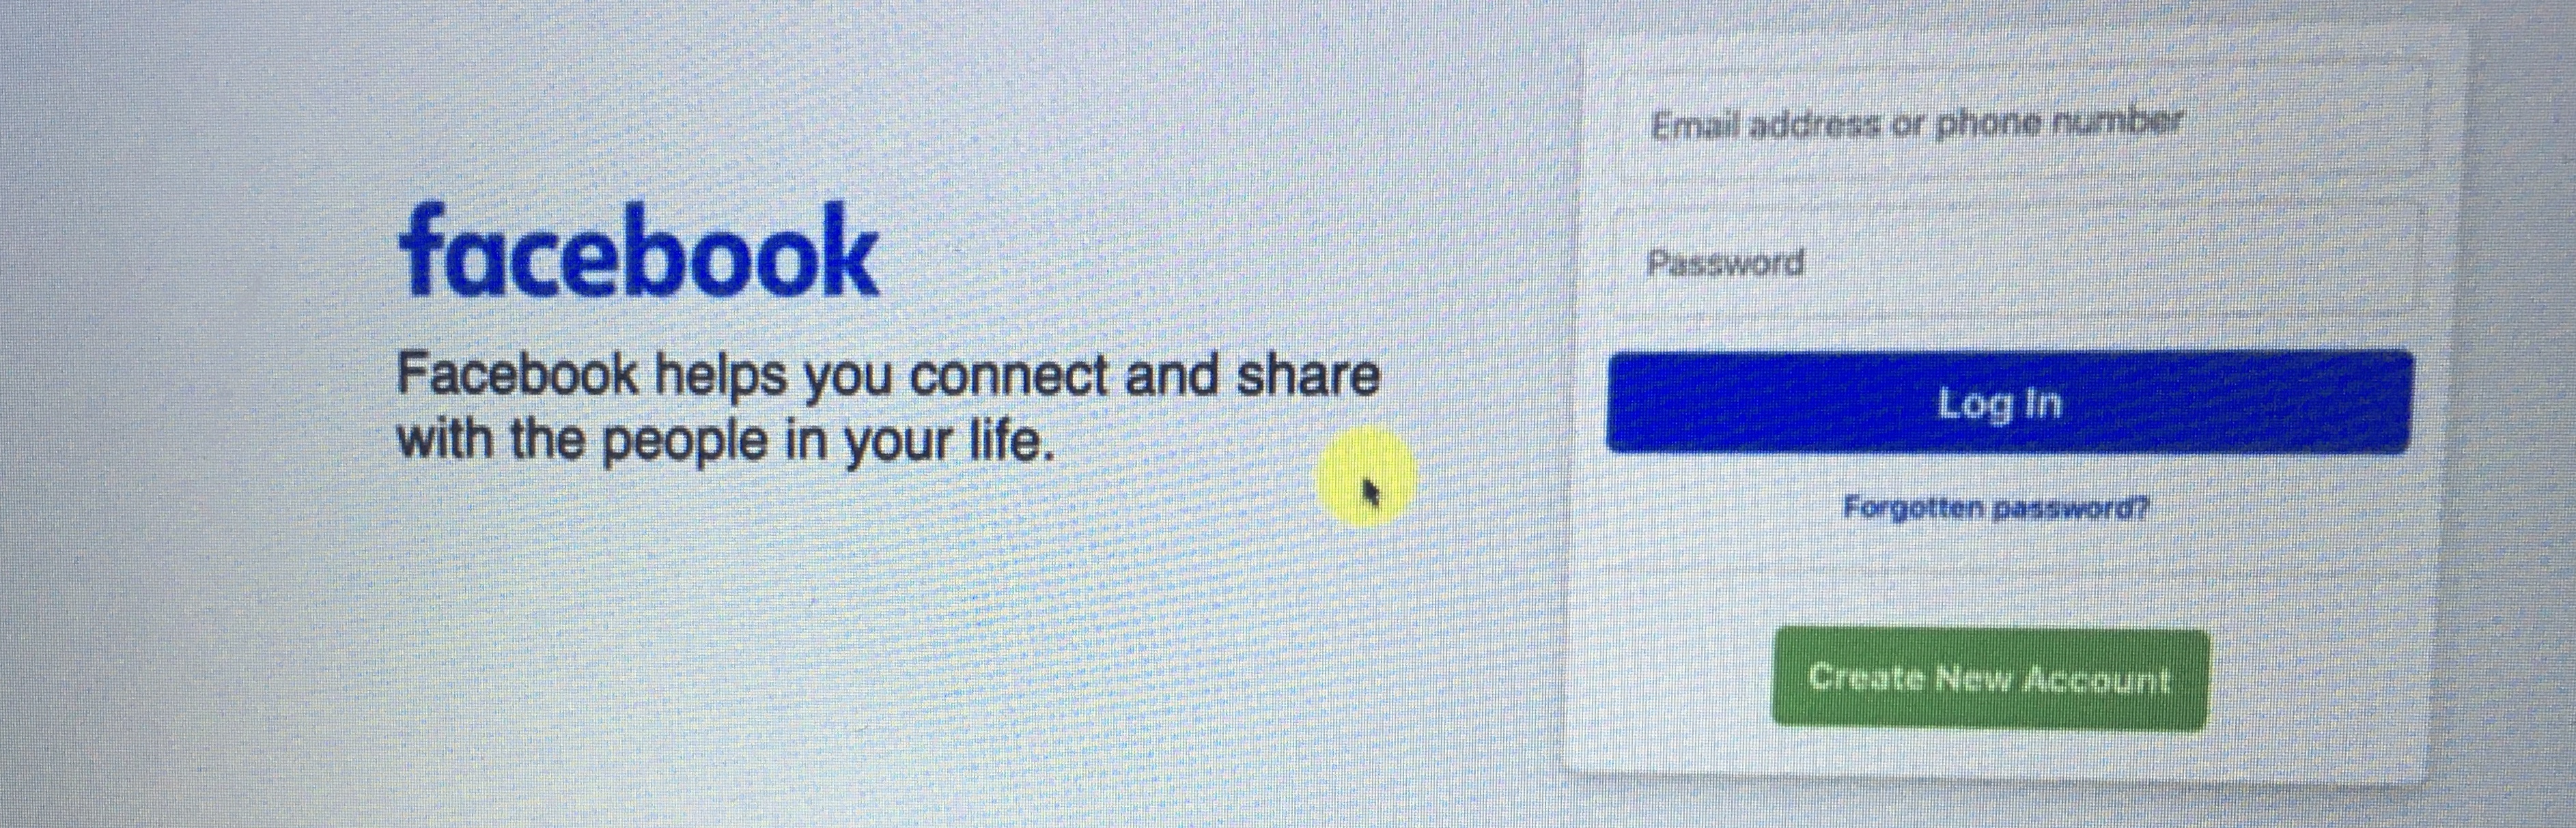 facebook
Facebook helps you connect and share
with the people in your life.
Email address or phone number
Password
Log In
Forgotten password?
Create New Account